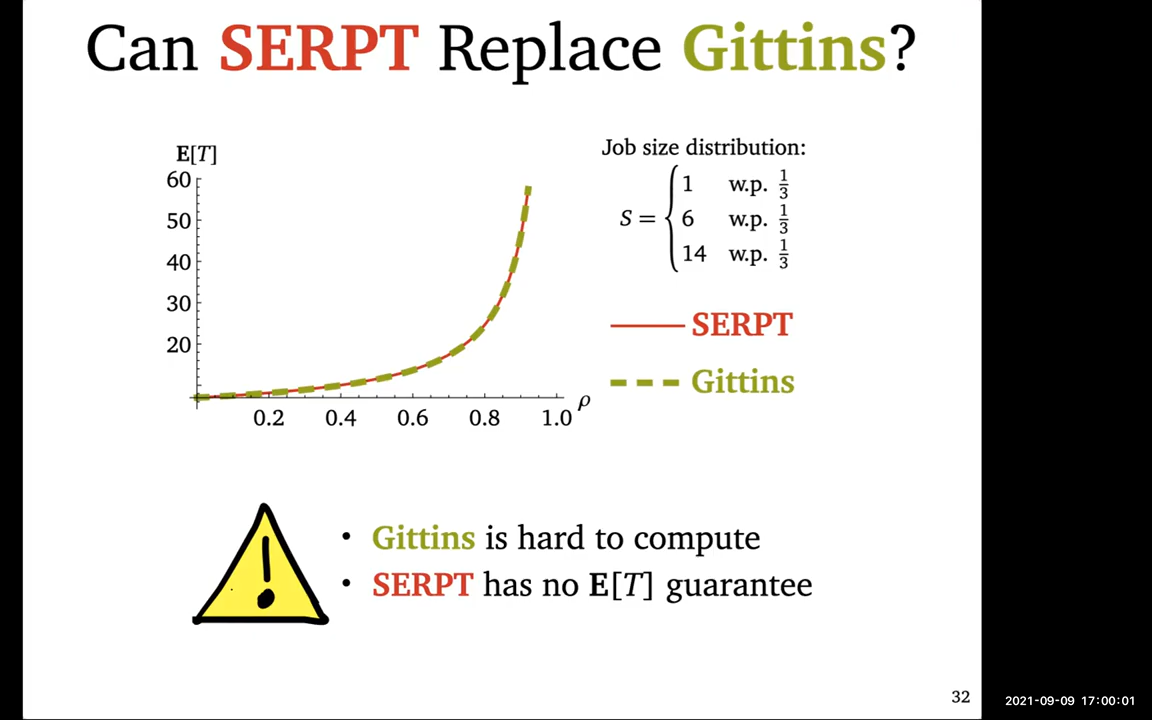 Can SERPT Replace Gittins?
E[T]
60
50
40
30
20
0.2 0.4 0.6 0.8 1.0 ρ
Job size distribution:
S = { 1 w.p. 1/3
6 w.p. 1/3
14 w.p. 1/3
SERPT
Gittins
!
• Gittins is hard to compute
• SERPT has no E[T] guarantee
32
2021-09-09 17:00:01